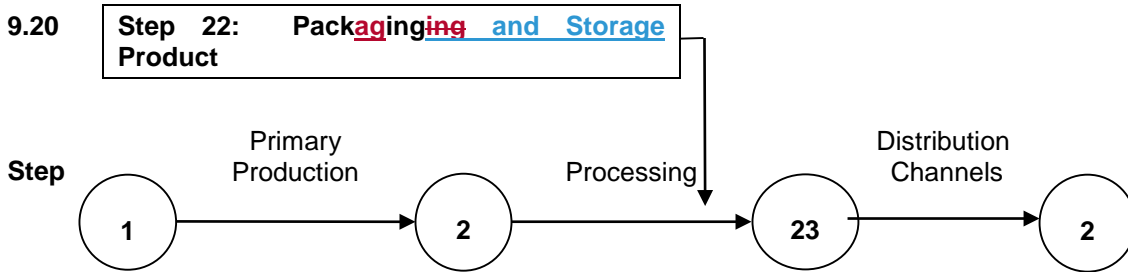 9.20 Step 22: Packaginging and Storage
Product
Primary
Production
Distribution
Channels
Step
Processing
1
2
23
2